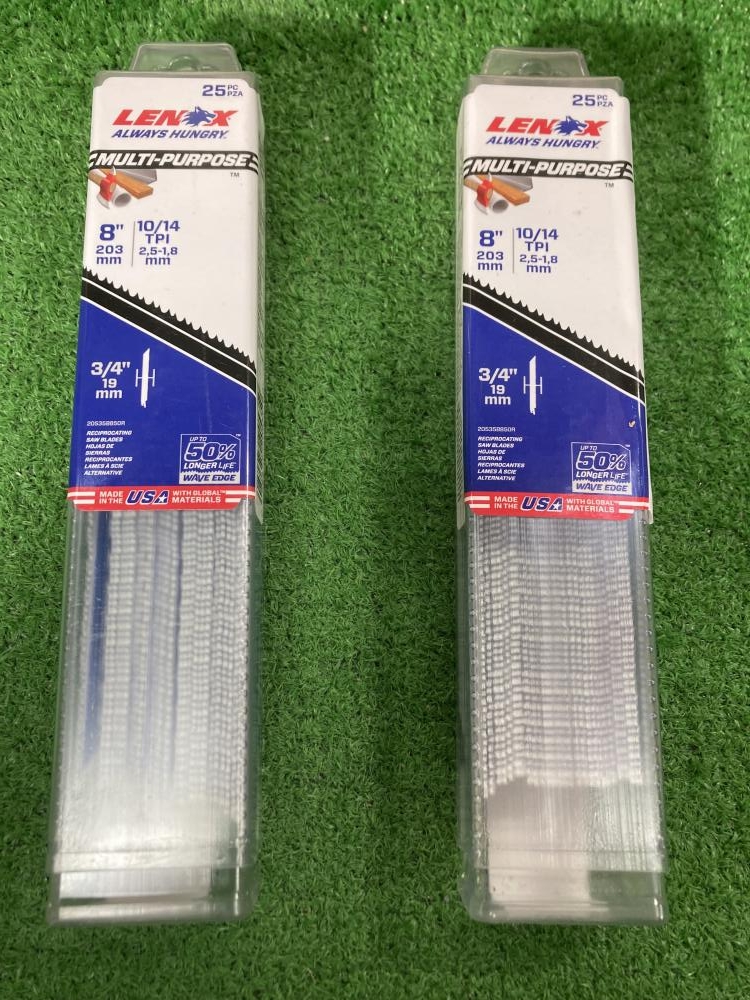 25 PC
PZA
LENOX
ALWAYS HUNGRY.
MULTI-PURPOSE
TM
8"
203
mm
10/14
TPI
2,5-1,8
mm
3/4"
19
mm
20535B850R
RECIPROCATING
SAW BLADES
HOJAS DE
SIERRAS
RECIPROCANTES
LAMES À SCIE
ALTERNATIVE
UP TO
50%
LONGER LIFE
WAVE EDGE
MADE
IN THE
USA
WITH GLOBAL
MATERIALS
25 PC
PZA
LENOX
ALWAYS HUNGRY.
MULTI-PURPOSE
TM
8"
203
mm
10/14
TPI
2,5-1,8
mm
3/4"
19
mm
20535B850R
RECIPROCATING
SAW BLADES
HOJAS DE
SIERRAS
RECIPROCANTES
LAMES À SCIE
ALTERNATIVE
UP TO
50%
LONGER LIFE
WAVE EDGE
MADE
IN THE
USA
WITH GLOBAL
MATERIALS